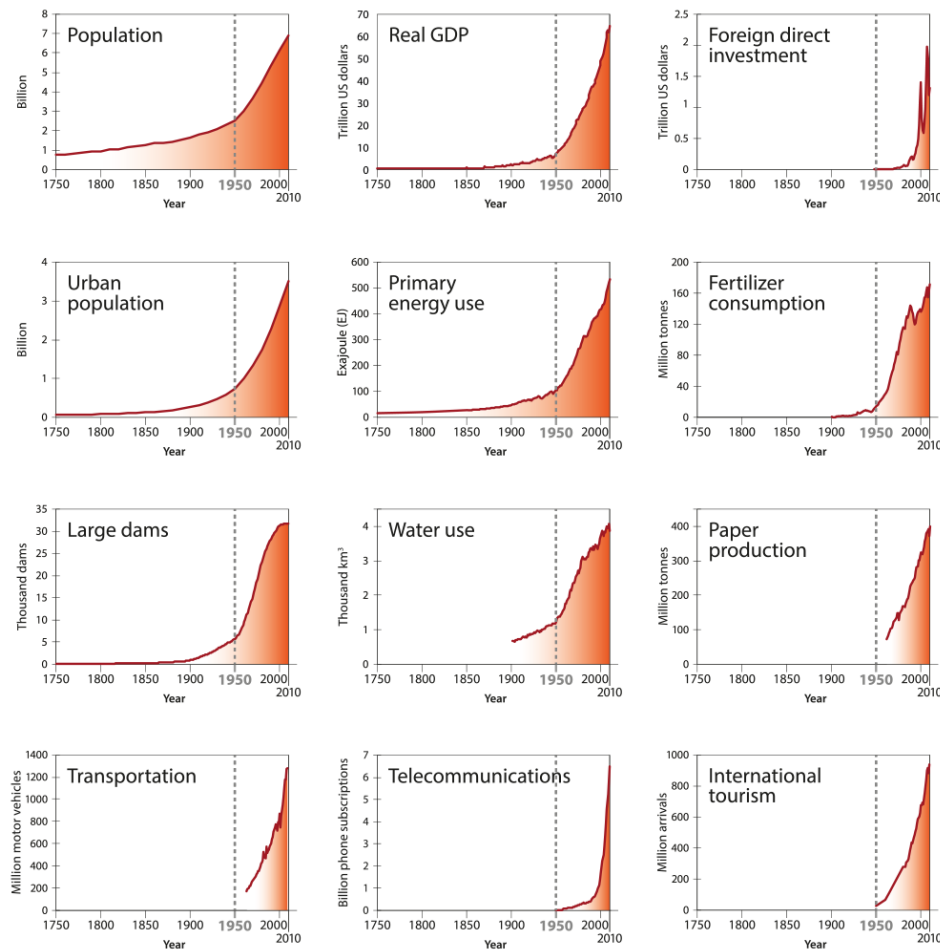 Population
Billion
8
7
6
5
4
3
2
1
0
1750 1800 1850 1900 1950 2000 2010
Year
Real GDP
Trillion US dollars
70
60
50
40
30
20
10
0
1750 1800 1850 1900 1950 2000 2010
Year
Foreign direct
investment
Trillion US dollars
2.5
2
1.5
1
0.5
0
1750 1800 1850 1900 1950 2000 2010
Year
Urban
population
Billion
4
3
2
1
0
1750 1800 1850 1900 1950 2000 2010
Year
Primary
energy use
Exajoule (EJ)
600
500
400
300
200
100
0
1750 1800 1850 1900 1950 2000 2010
Year
Fertilizer
consumption
Million tonnes
200
160
120
80
40
0
1750 1800 1850 1900 1950 2000 2010
Year
Large dams
Thousand dams
35
30
25
20
15
10
5
0
1750 1800 1850 1900 1950 2000 2010
Year
Water use
Thousand km³
4
3
2
1
0
1750 1800 1850 1900 1950 2000 2010
Year
Paper
production
Million tonnes
400
300
200
100
0
1750 1800 1850 1900 1950 2000 2010
Year
Transportation
Million motor vehicles
1400
1200
1000
800
600
400
200
0
1750 1800 1850 1900 1950 2000 2010
Year
Telecommunications
Billion phone subscriptions
7
6
5
4
3
2
1
0
1750 1800 1850 1900 1950 2000 2010
Year
International
tourism
Million arrivals
1000
800
600
400
200
0
1750 1800 1850 1900 1950 2000 2010
Year